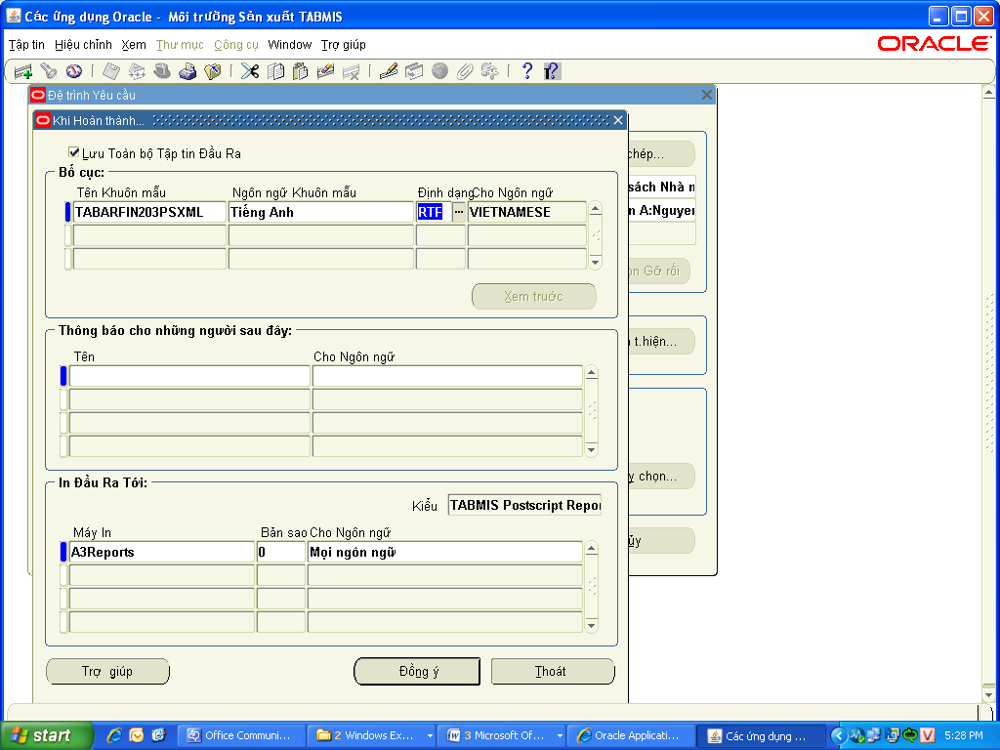 Các ứng dụng Oracle - Môi trường Sản xuất TABMIS
Tập tin Hiệu chỉnh Xem Thư mục Công cụ Window Trợ giúp
ORACLE
Đệ trình Yêu cầu
Khi Hoàn thành...
Lưu Toàn bộ Tập tin Đầu Ra
chép...
Bố cục:
sách Nhà n
Tên Khuôn mẫu Ngôn ngữ Khuôn mẫu Định dạng Cho Ngôn ngữ
TABARFIN203PSXML Tiếng Anh RTF ... VIETNAMESE
n A:Nguyen
ọn Gỡ rối
Xem trước
Thông báo cho những người sau đây:
t.hiện...
Tên Cho Ngôn ngữ
y chọn...
In Đầu Ra Tới:
Kiểu TABMIS Postscript Repor
Máy In Bản sao Cho Ngôn ngữ
ủy
A3Reports 0 Mọi ngôn ngữ
Trợ giúp Đồng ý Thoát
start Office Communi... 2 Windows Ex... 3 Microsoft Of... Oracle Applicati... Các ứng dụng ... 5:28 PM